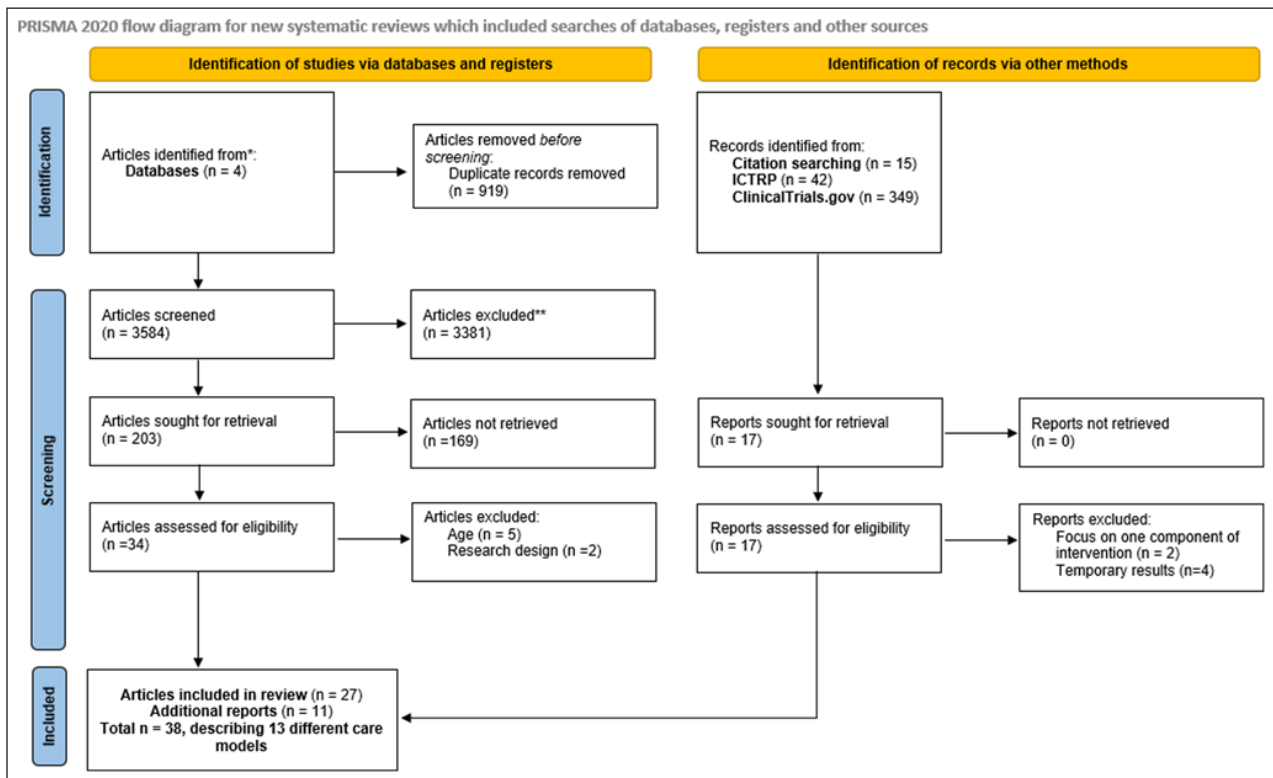 PRISMA 2020 flow diagram for new systematic reviews which included searches of databases, registers and other sources
Identification of studies via databases and registers
Identification of records via other methods
Identification
Articles identified from*:
Databases (n = 4)
Articles removed before
screening:
Duplicate records removed
(n = 919)
Records identified from:
Citation searching (n = 15)
ICTRP (n = 42)
ClinicalTrials.gov (n = 349)
Screening
Articles screened
(n = 3584)
Articles excluded**
(n = 3381)
Articles sought for retrieval
(n = 203)
Articles not retrieved
(n =169)
Reports sought for retrieval
(n = 17)
Reports not retrieved
(n = 0)
Articles assessed for eligibility
(n =34)
Articles excluded:
Age (n = 5)
Research design (n =2)
Reports assessed for eligibility
(n = 17)
Reports excluded:
Focus on one component of
intervention (n = 2)
Temporary results (n=4)
Included
Articles included in review (n = 27)
Additional reports (n = 11)
Total n = 38, describing 13 different care
models